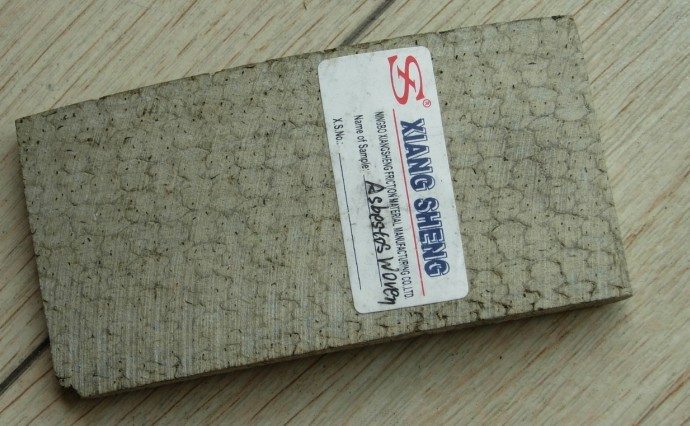 ®
XIANG SHENG
NINGBO XIANGSHENG FRICTION MATERIAL MANUFACTURING CO.,LTD
Name of Sample: Asbestos Woven
X.S.No.: